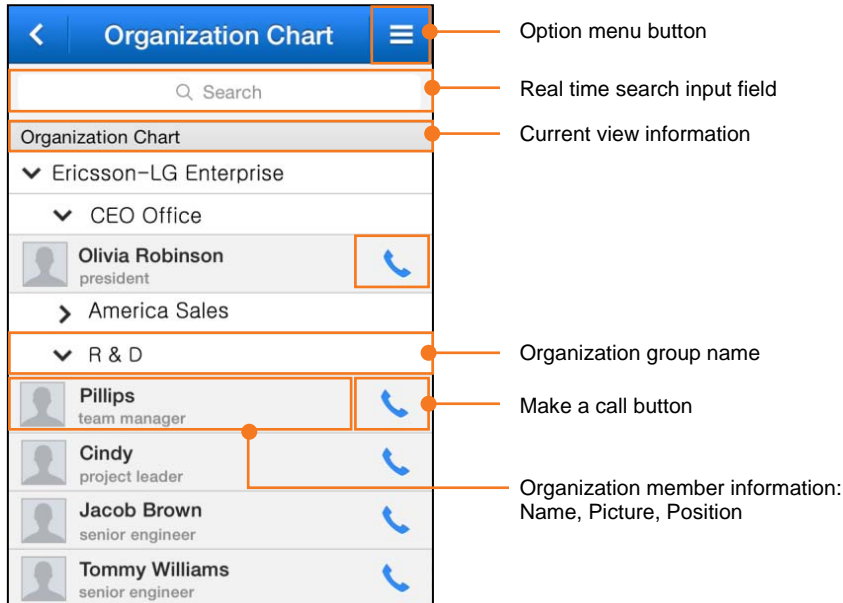 Organization Chart
Option menu button
Search
Real time search input field
Organization Chart
Current view information
Ericsson-LG Enterprise
CEO Office
Olivia Robinson
president
America Sales
R & D
Organization group name
Pillips
team manager
Make a call button
Cindy
project leader
Organization member information:
Name, Picture, Position
Jacob Brown
senior engineer
Tommy Williams
senior engineer